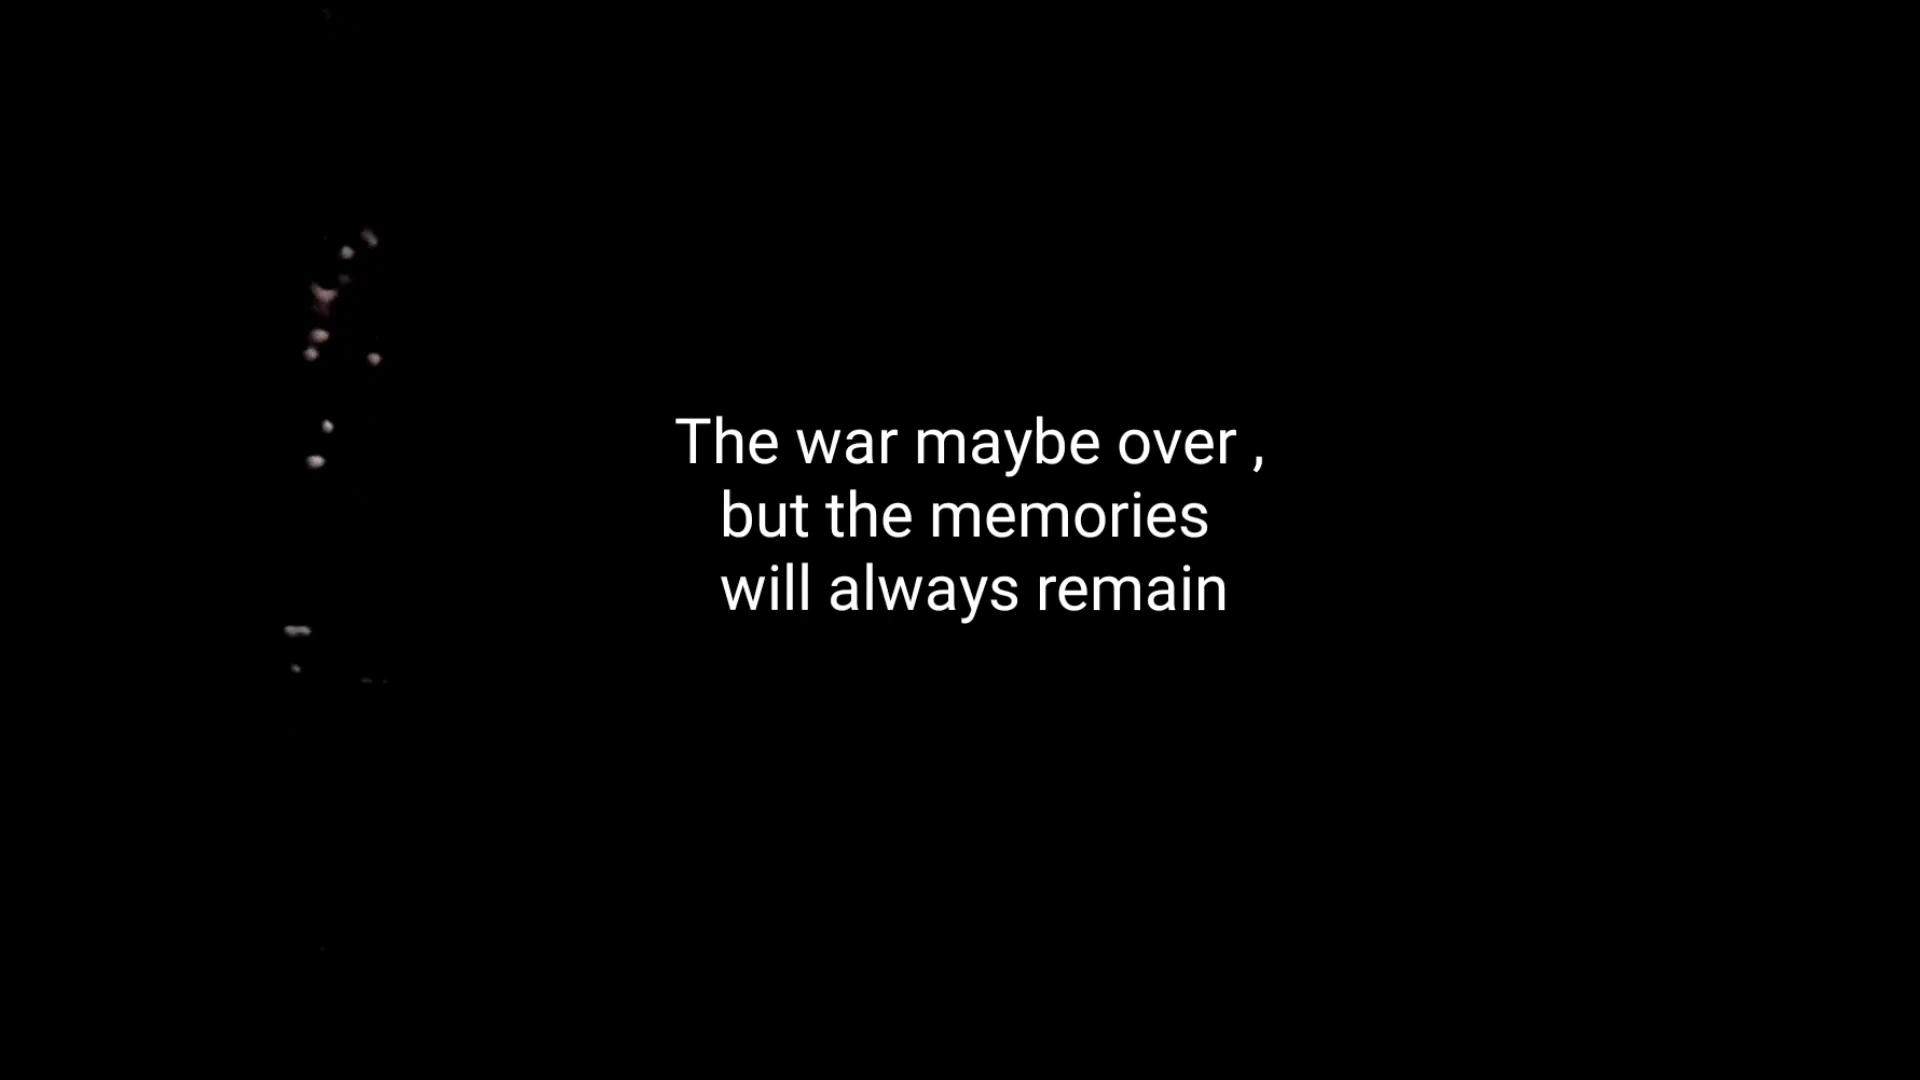 The war maybe over ,
but the memories
will always remain